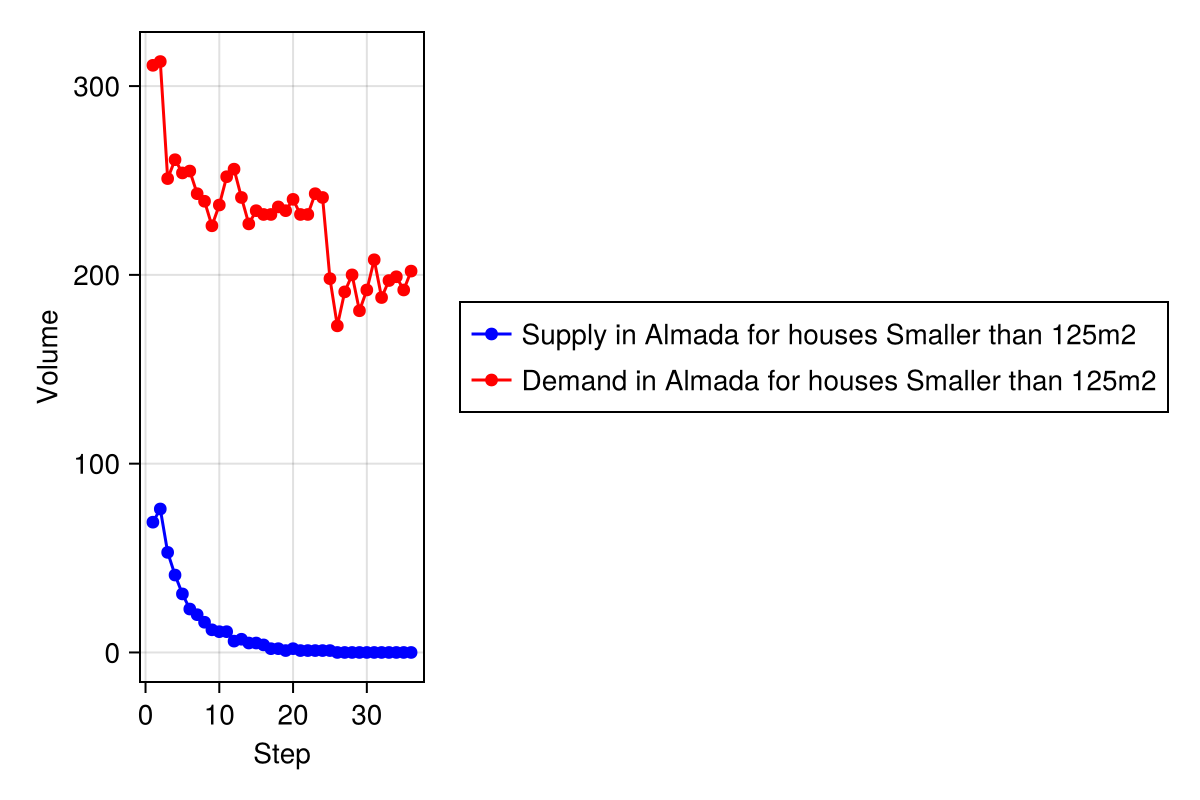 Volume
300
200
100
0
0 10 20 30
Step
Supply in Almada for houses Smaller than 125m2
Demand in Almada for houses Smaller than 125m2